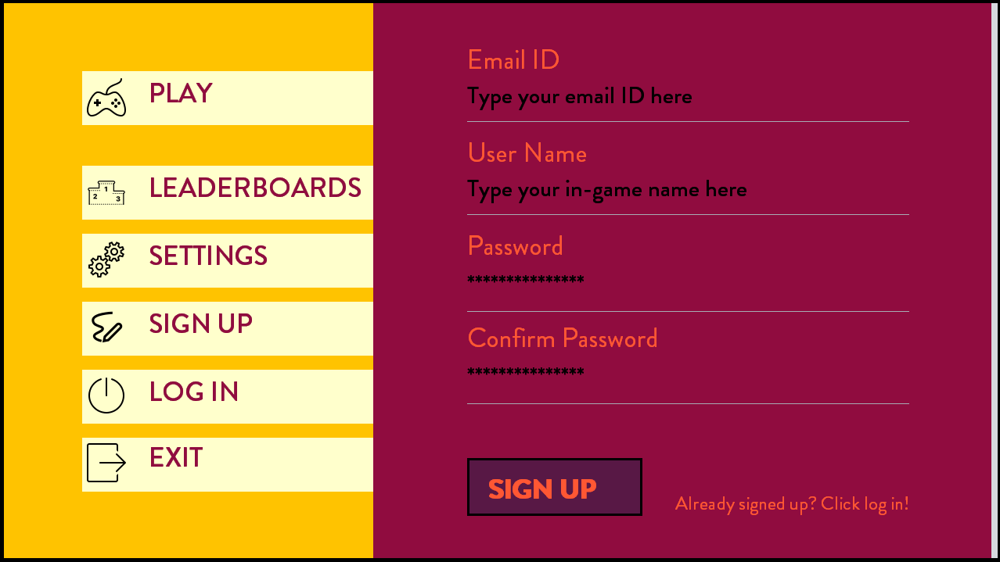 PLAY
1
2
3
LEADERBOARDS
SETTINGS
SIGN UP
LOG IN
EXIT
Email ID
Type your email ID here
User Name
Type your in-game name here
Password
***************
Confirm Password
***************
SIGN UP
Already signed up? Click log in!